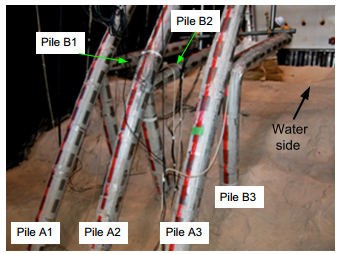 Pile B2
Pile B1
Water
side
Pile B3
Pile A1
Pile A2
Pile A3